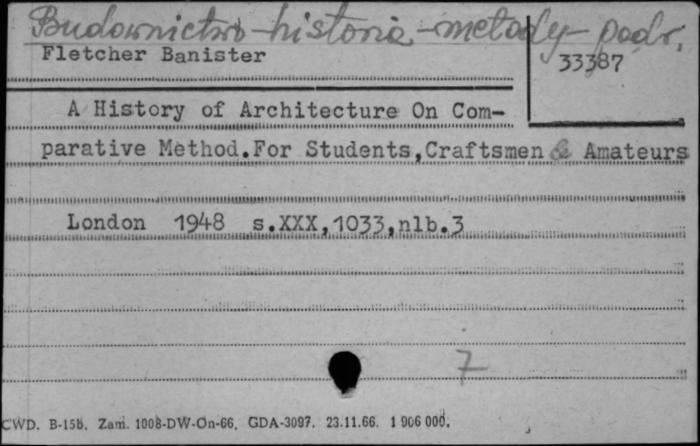 Budownictwo - historia - metody - podr.
Fletcher Banister
33387
A History of Architecture On Com-
parative Method.For Students,Craftsmen & Amateurs
London 1948 s.XXX,1033,nlb.3
7
CWD. B-15b. Zam. 1008-DW-On-66. GDA-3097. 23.11.66. 1 906 000.